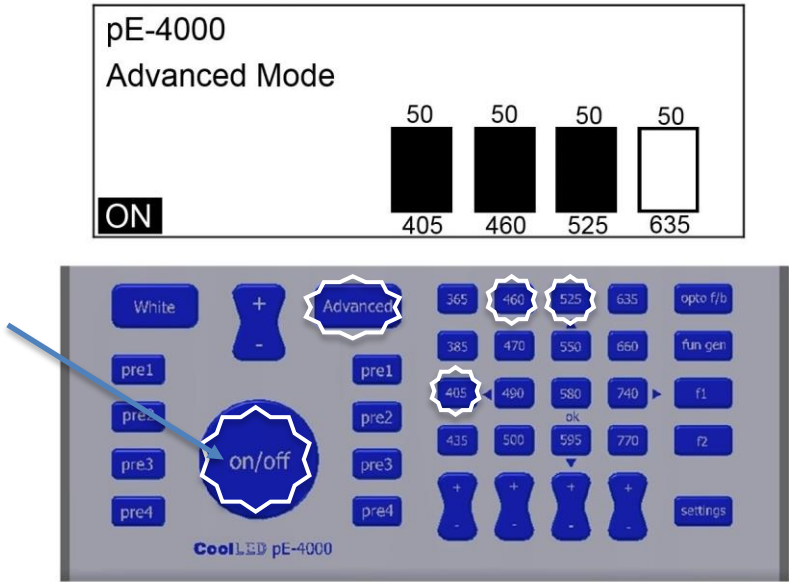 pE-4000
Advanced Mode
50 50 50 50
ON
405 460 525 635
White + - Advanced
365 460 525 635 opto f/b
385 470 550 660 fun gen
pre1 pre1
405 490 580 740 f1
pre2 pre2
ok
on/off
435 500 595 770 f2
pre3 pre3
+ + + +
pre4 pre4
- - - -
settings
CoolLED pE-4000